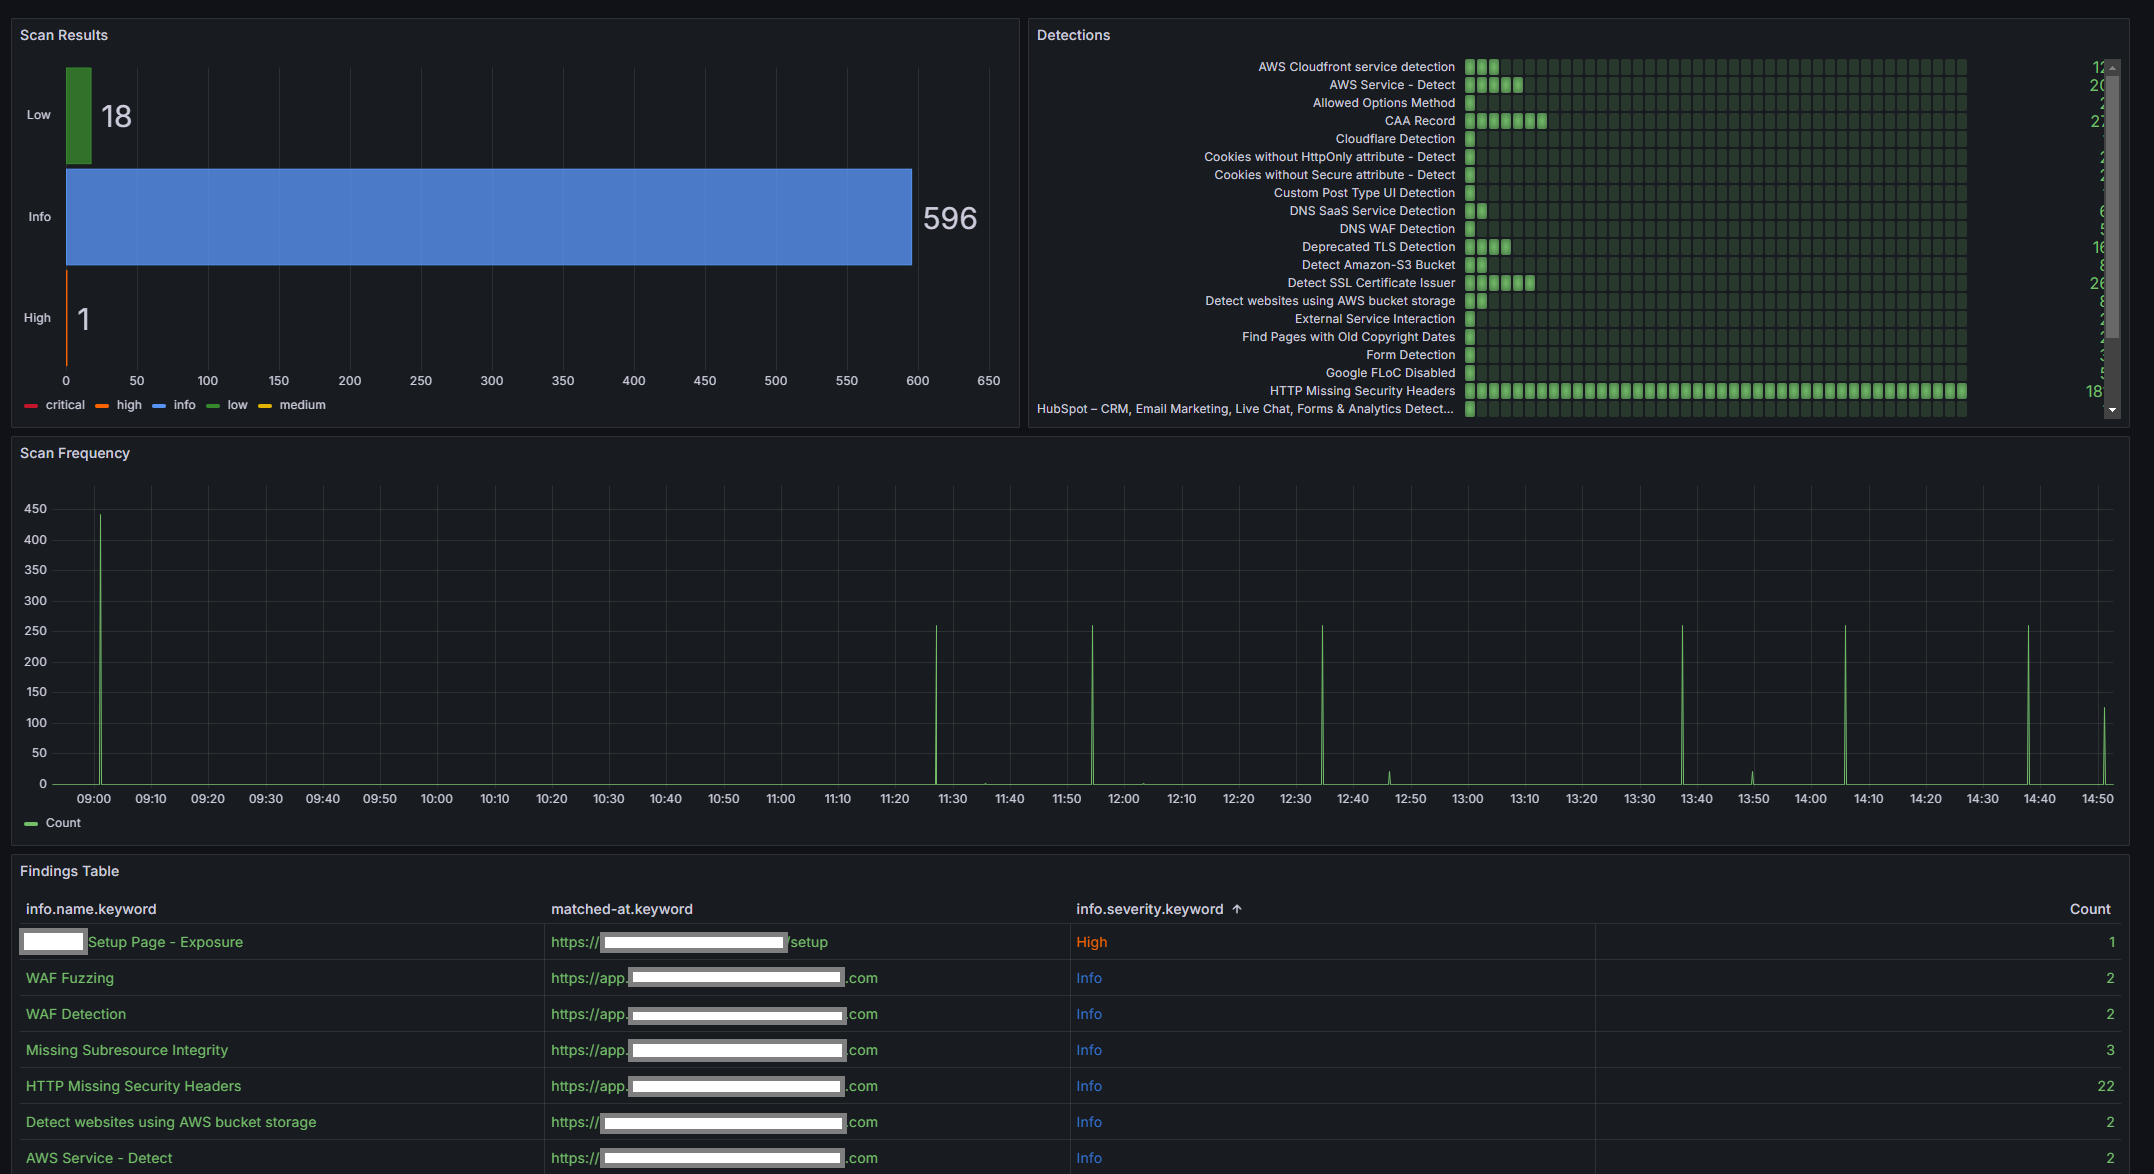 Scan Results
Low
18
Info
596
High
1
0 50 100 150 200 250 300 350 400 450 500 550 600 650
critical high info low medium
Detections
AWS Cloudfront service detection
AWS Service - Detect
Allowed Options Method
CAA Record
Cloudflare Detection
Cookies without HttpOnly attribute - Detect
Cookies without Secure attribute - Detect
Custom Post Type UI Detection
DNS SaaS Service Detection
DNS WAF Detection
Deprecated TLS Detection
Detect Amazon-S3 Bucket
Detect SSL Certificate Issuer
Detect websites using AWS bucket storage
External Service Interaction
Find Pages with Old Copyright Dates
Form Detection
Google FLoC Disabled
HTTP Missing Security Headers
HubSpot – CRM, Email Marketing, Live Chat, Forms & Analytics Detect...
Scan Frequency
450
400
350
300
250
200
150
100
50
0
09:00 09:10 09:20 09:30 09:40 09:50 10:00 10:10 10:20 10:30 10:40 10:50 11:00 11:10 11:20 11:30 11:40 11:50 12:00 12:10 12:20 12:30 12:40 12:50 13:00 13:10 13:20 13:30 13:40 13:50 14:00 14:10 14:20 14:30 14:40 14:50
Count
Findings Table
info.name.keyword matched-at.keyword info.severity.keyword ↑ Count
Setup Page - Exposure https:// /setup High 1
WAF Fuzzing https://app. .com Info 2
WAF Detection https://app. .com Info 2
Missing Subresource Integrity https://app. .com Info 3
HTTP Missing Security Headers https://app. .com Info 22
Detect websites using AWS bucket storage https:// .com Info 2
AWS Service - Detect https:// .com Info 2